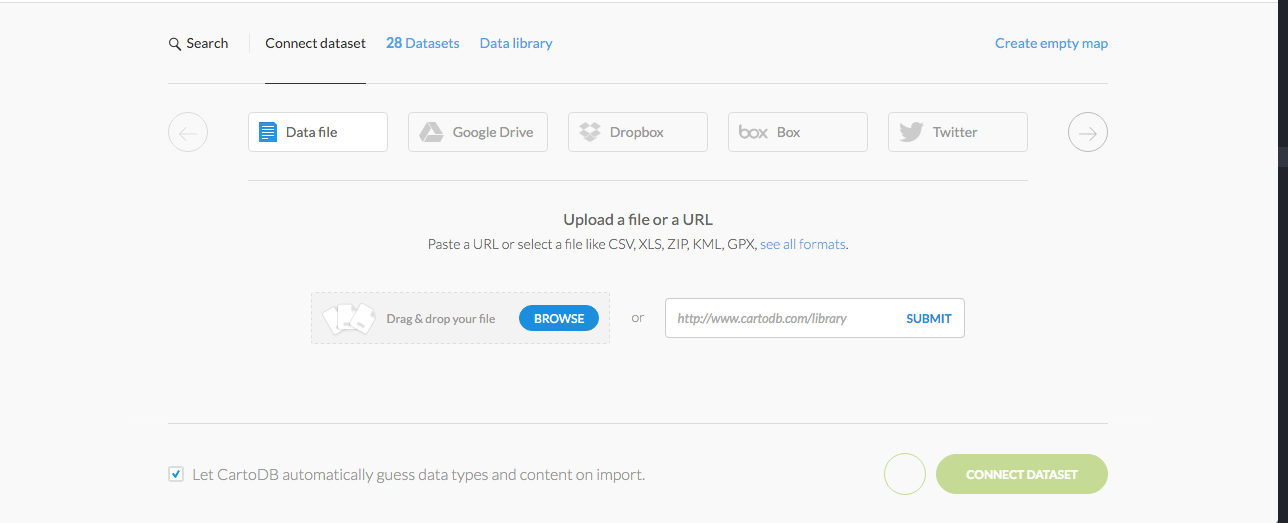 Search Connect dataset 28 Datasets Data library Create empty map
Data file Google Drive Dropbox box Box Twitter
Upload a file or a URL
Paste a URL or select a file like CSV, XLS, ZIP, KML, GPX, see all formats.
Drag & drop your file BROWSE or http://www.cartodb.com/library SUBMIT
Let CartoDB automatically guess data types and content on import. CONNECT DATASET